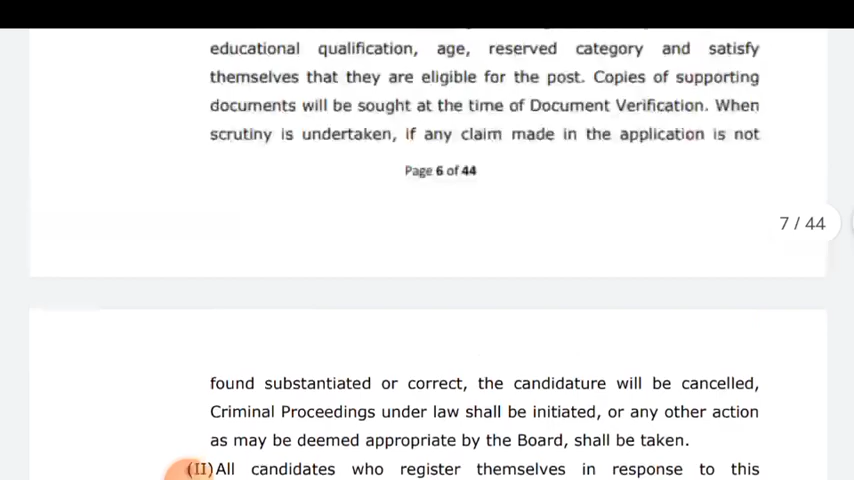 educational qualification, age, reserved category and satisfy
themselves that they are eligible for the post. Copies of supporting
documents will be sought at the time of Document Verification. When
scrutiny is undertaken, if any claim made in the application is not
Page 6 of 44
7 / 44
found substantiated or correct, the candidature will be cancelled,
Criminal Proceedings under law shall be initiated, or any other action
as may be deemed appropriate by the Board, shall be taken.
(II)All candidates who register themselves in response to this